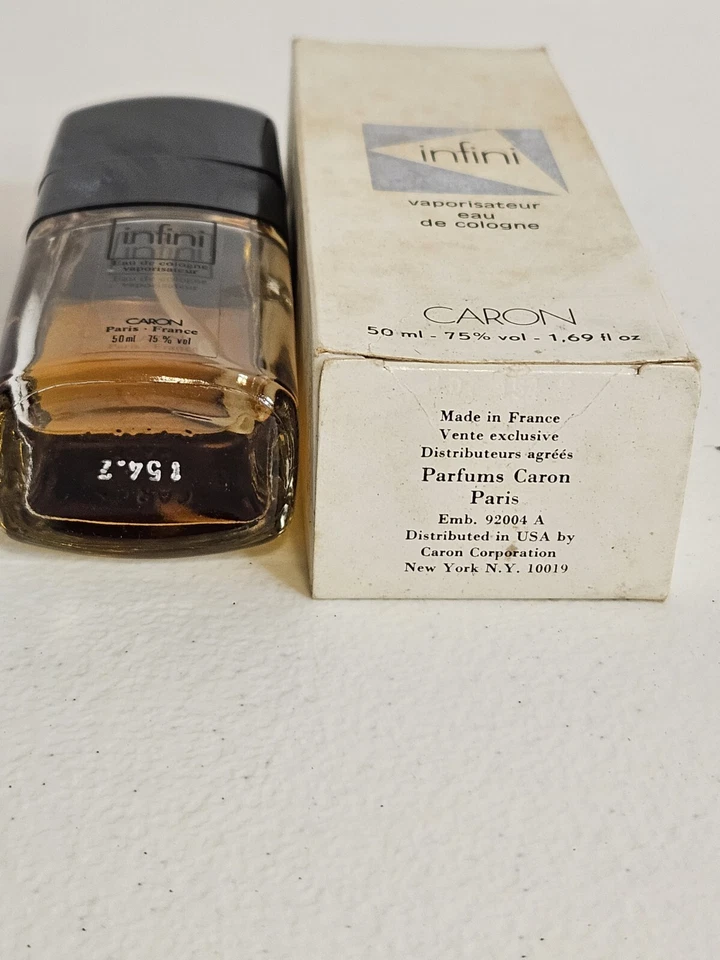 infini
Eau de cologne
vaporisateur
CARON
Paris - France
50 ml 75 % vol
infini
vaporisateur
eau
de cologne
CARON
50 ml - 75% vol - 1,69 fl oz
Made in France
Vente exclusive
Distributeurs agréés
Parfums Caron
Paris
Emb. 92004 A
Distributed in USA by
Caron Corporation
New York N.Y. 10019